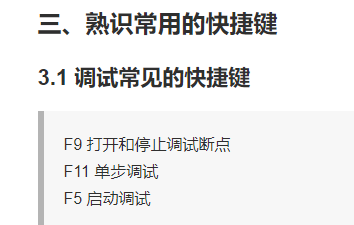 三、熟识常用的快捷键
3.1 调试常见的快捷键
F9 打开和停止调试断点
F11 单步调试
F5 启动调试